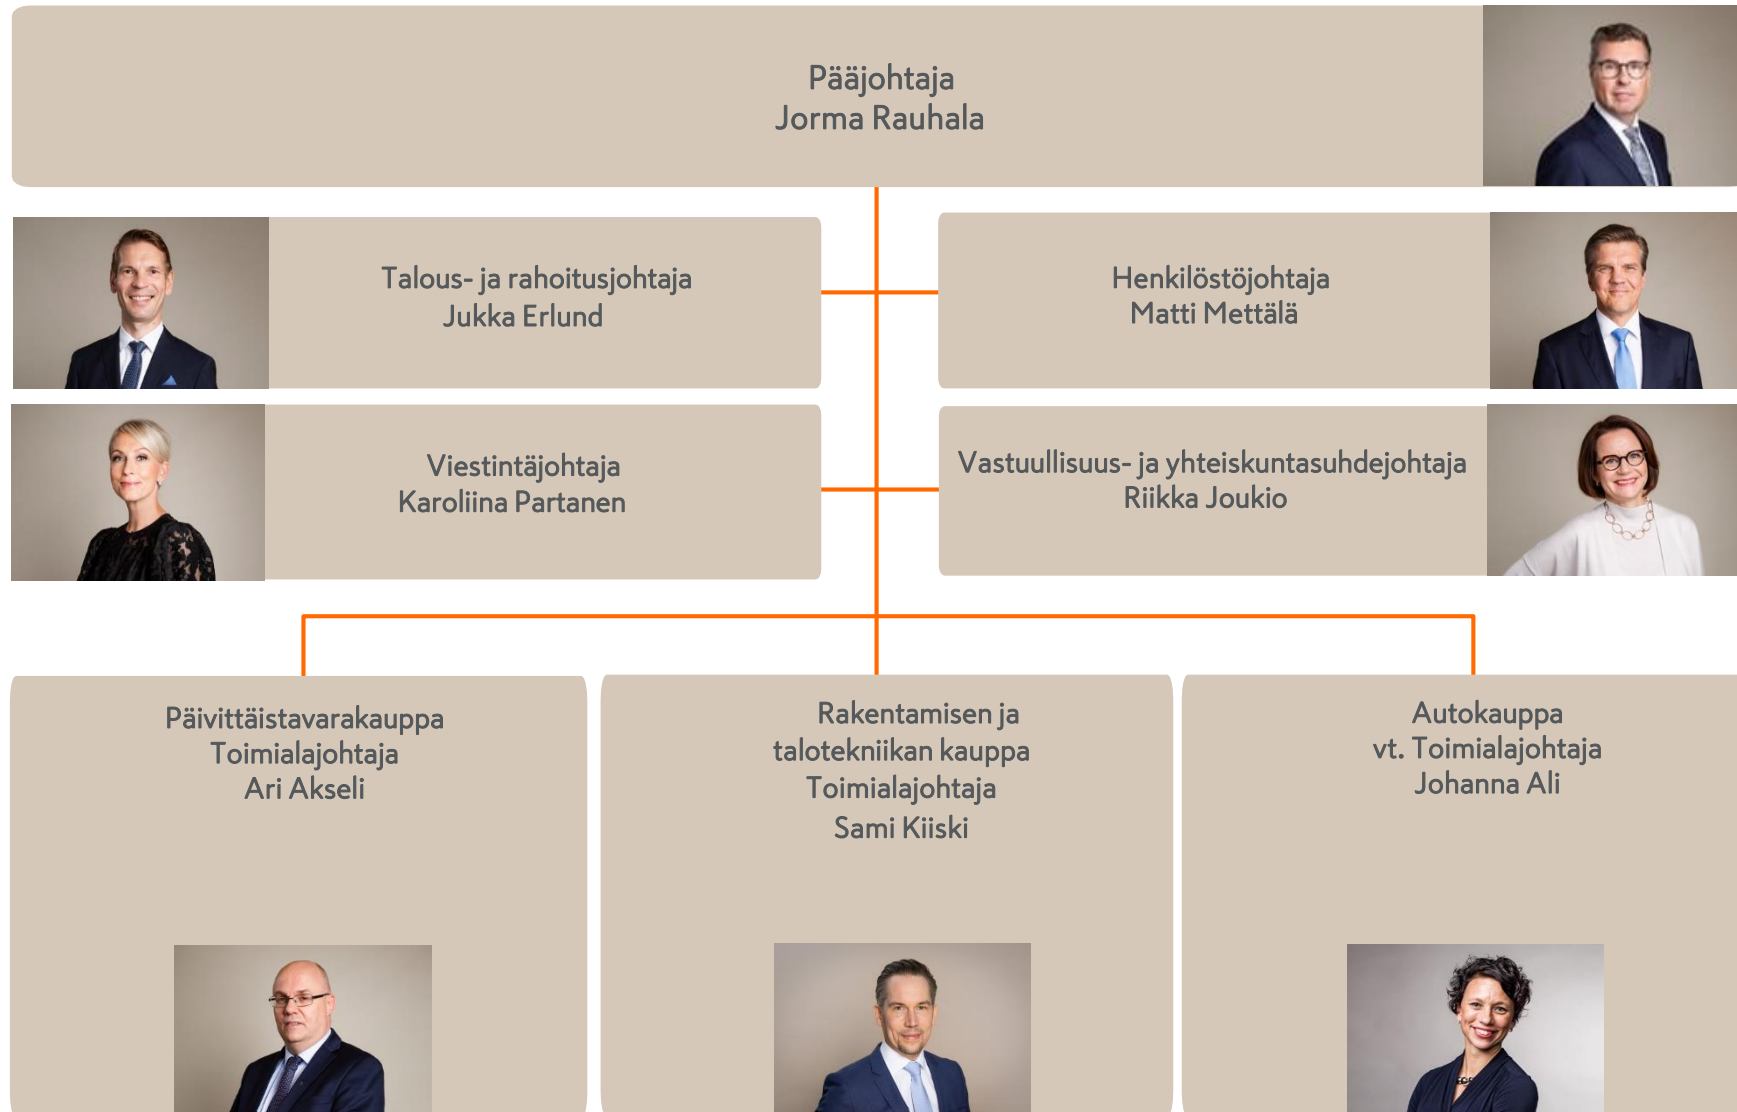 Pääjohtaja
Jorma Rauhala
Talous- ja rahoitusjohtaja
Jukka Erlund
Henkilöstöjohtaja
Matti Mettälä
Viestintäjohtaja
Karoliina Partanen
Vastuullisuus- ja yhteiskuntasuhdejohtaja
Riikka Joukio
Päivittäistavarakauppa
Toimialajohtaja
Ari Akseli
Rakentamisen ja
talotekniikan kauppa
Toimialajohtaja
Sami Kiiski
Autokauppa
vt. Toimialajohtaja
Johanna Ali